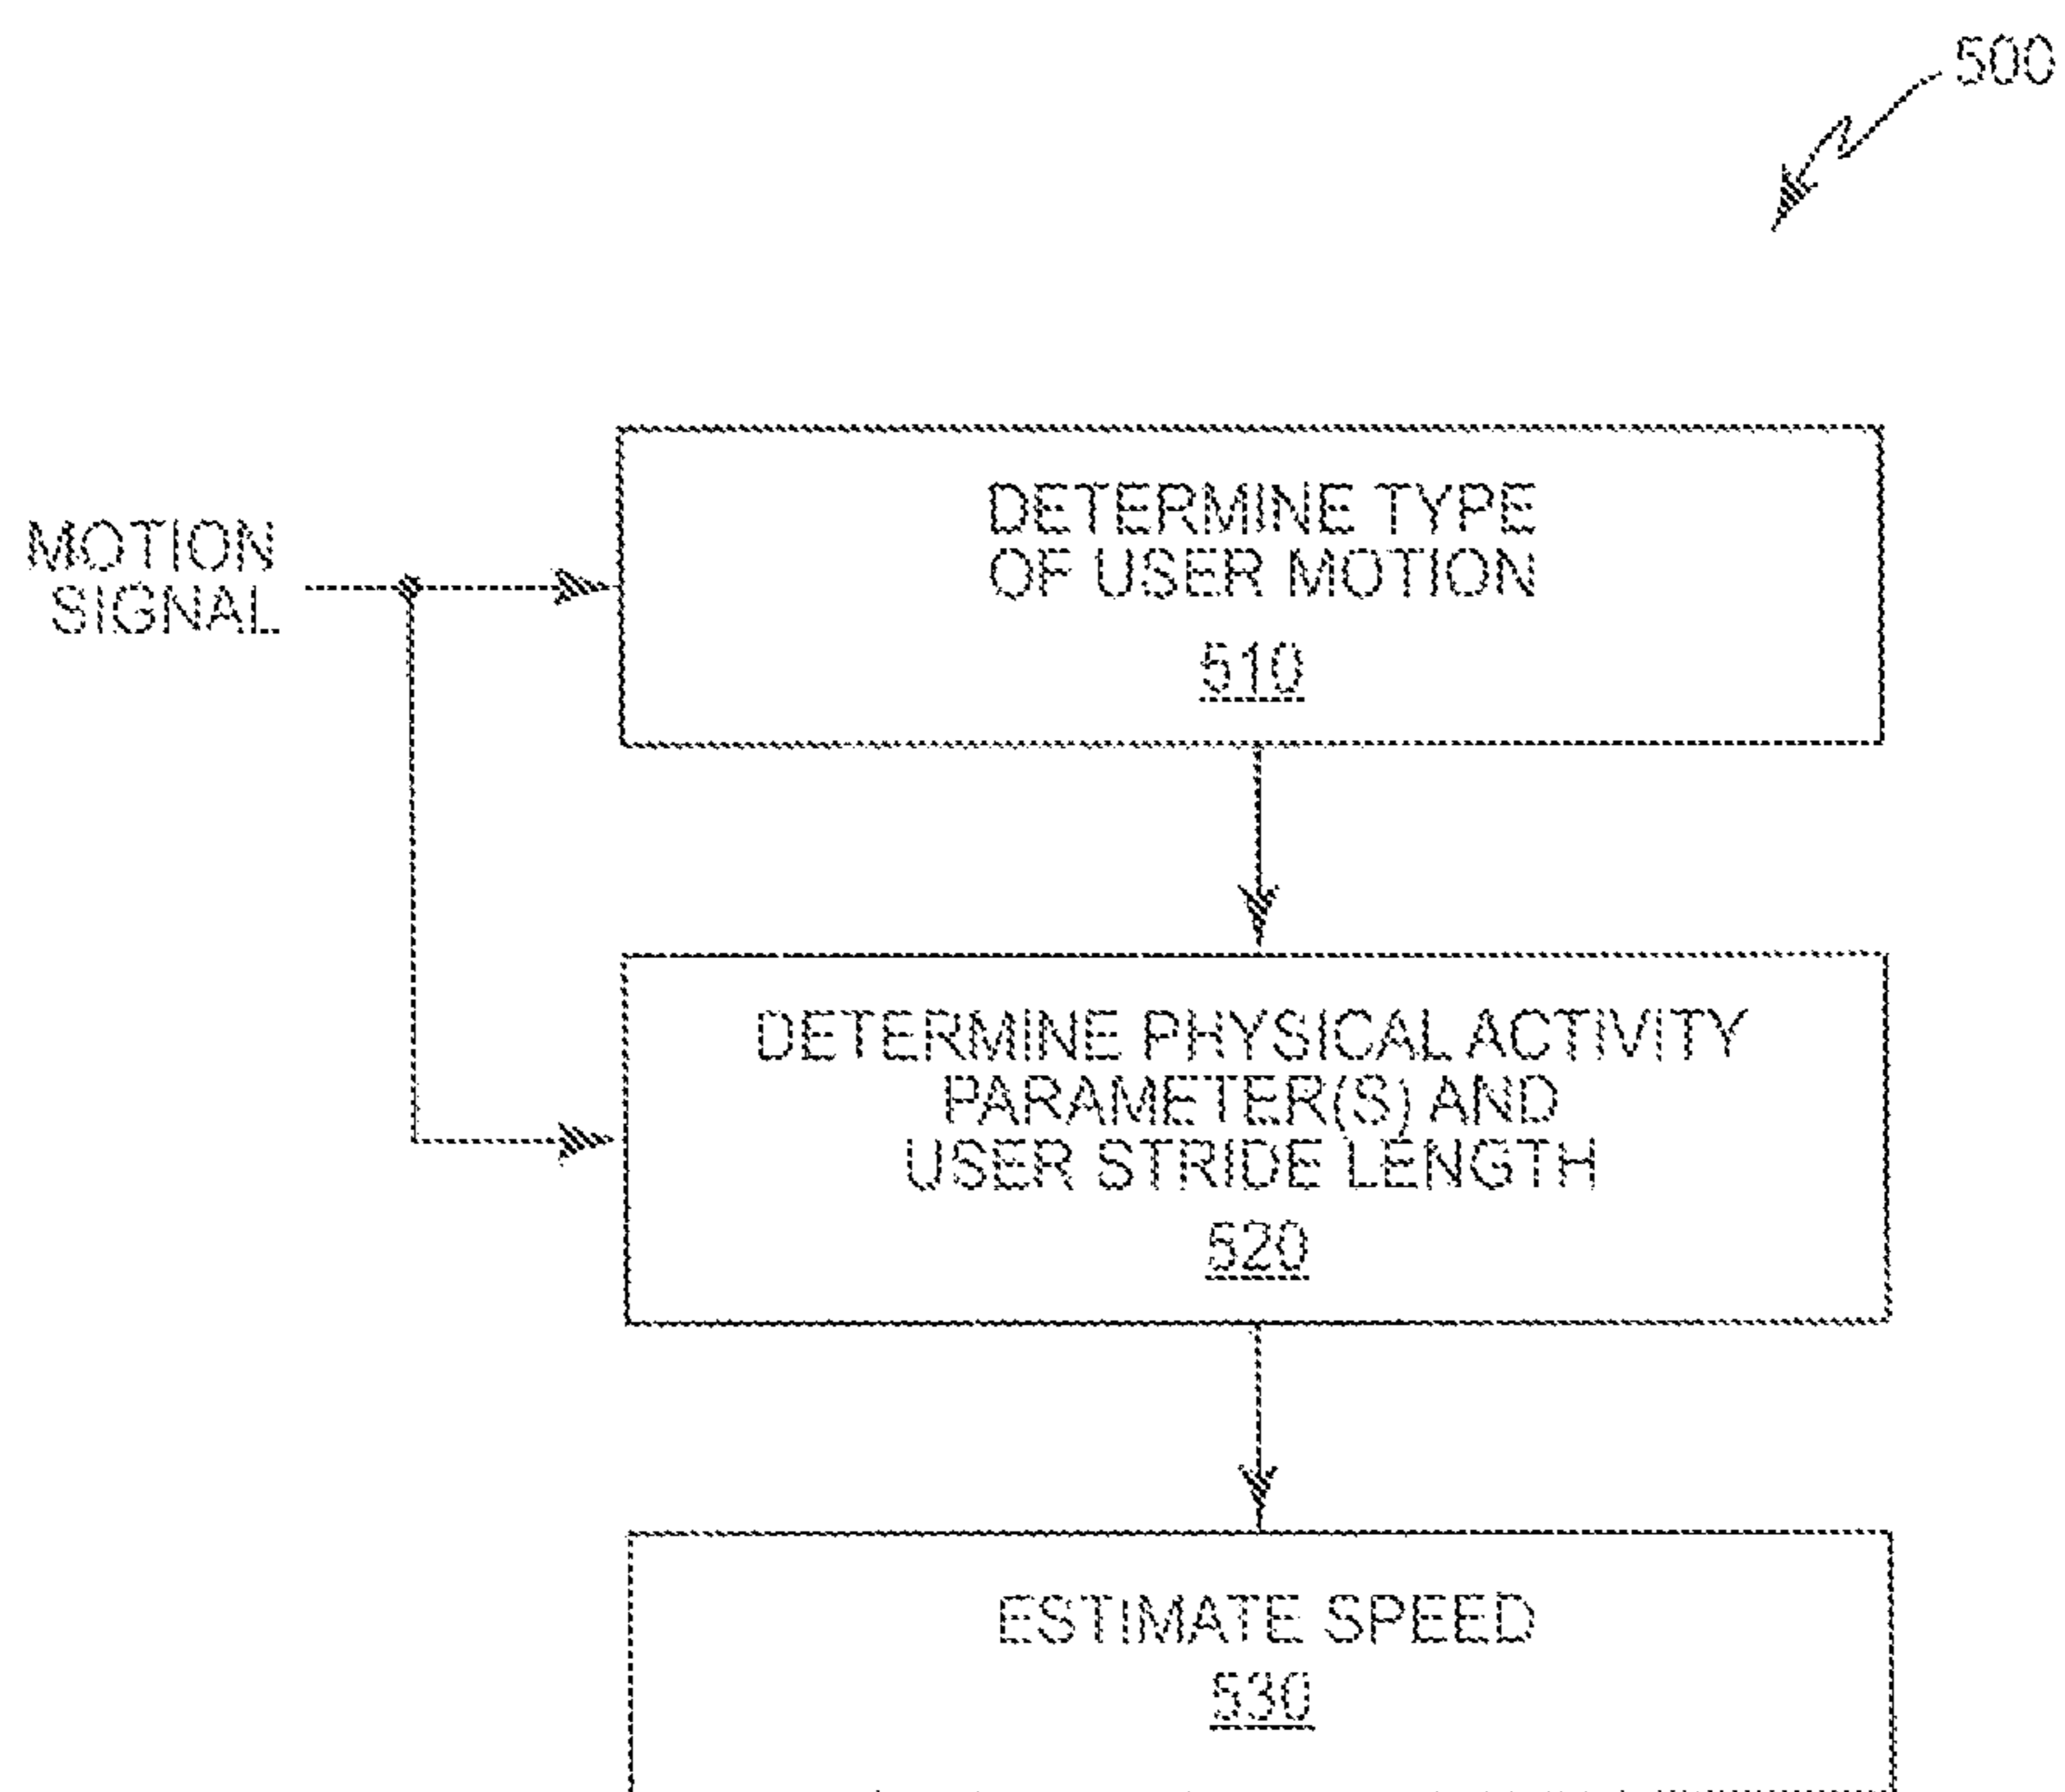 500
MOTION
SIGNAL
DETERMINE TYPE
OF USER MOTION
510
DETERMINE PHYSICAL ACTIVITY
PARAMETER(S) AND
USER STRIDE LENGTH
520
ESTIMATE SPEED
530